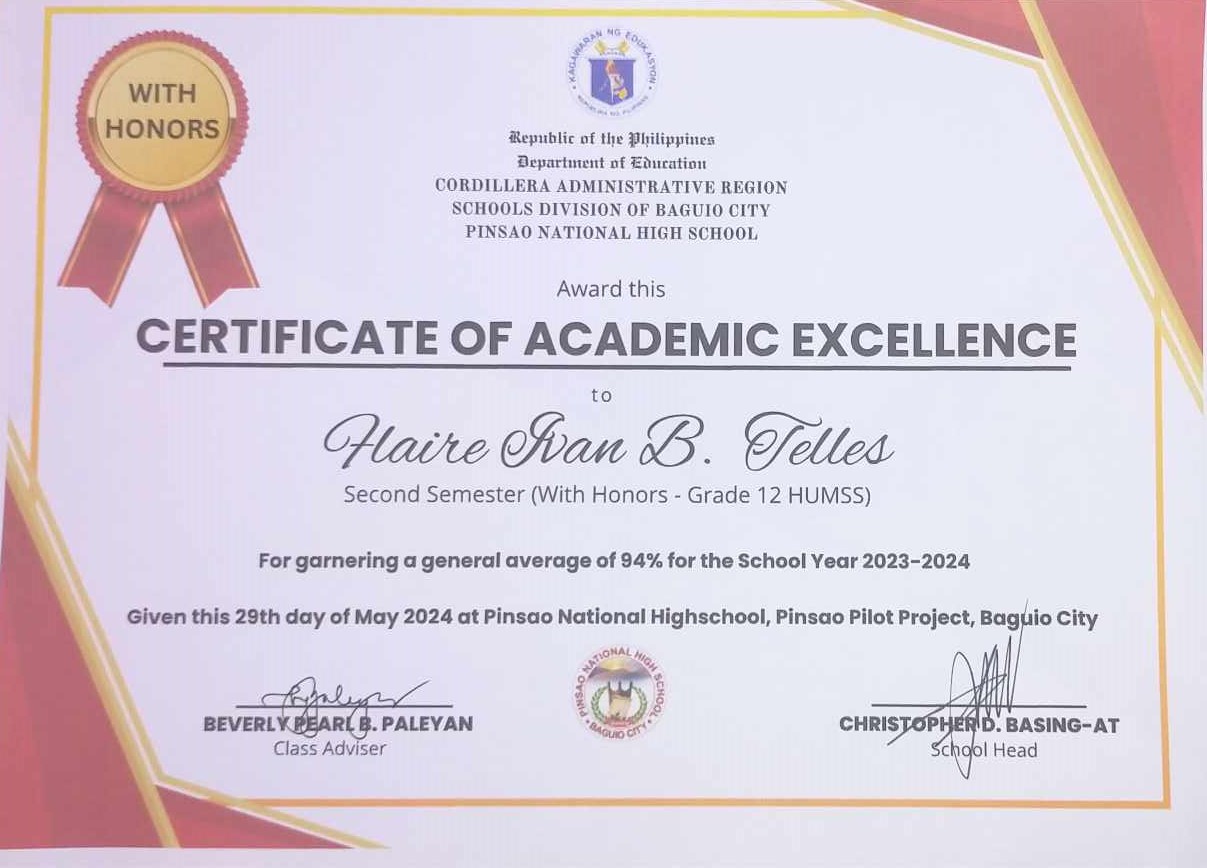 WITH
HONORS
KAGAWARAN NG EDUKASYON
REPUBLIKA NG PILIPINAS
Republic of the Philippines
Department of Education
CORDILLERA ADMINISTRATIVE REGION
SCHOOLS DIVISION OF BAGUIO CITY
PINSAO NATIONAL HIGH SCHOOL
Award this
CERTIFICATE OF ACADEMIC EXCELLENCE
to
Haire Ivan B. Telles
Second Semester (With Honors - Grade 12 HUMSS)
For garnering a general average of 94% for the School Year 2023-2024
Given this 29th day of May 2024 at Pinsao National Highschool, Pinsao Pilot Project, Baguio City
PINSAO NATIONAL HIGH SCHOOL
BAGUIO CITY
BEVERLY PEARL B. PALEYAN
Class Adviser
CHRISTOPHER D. BASING-AT
School Head